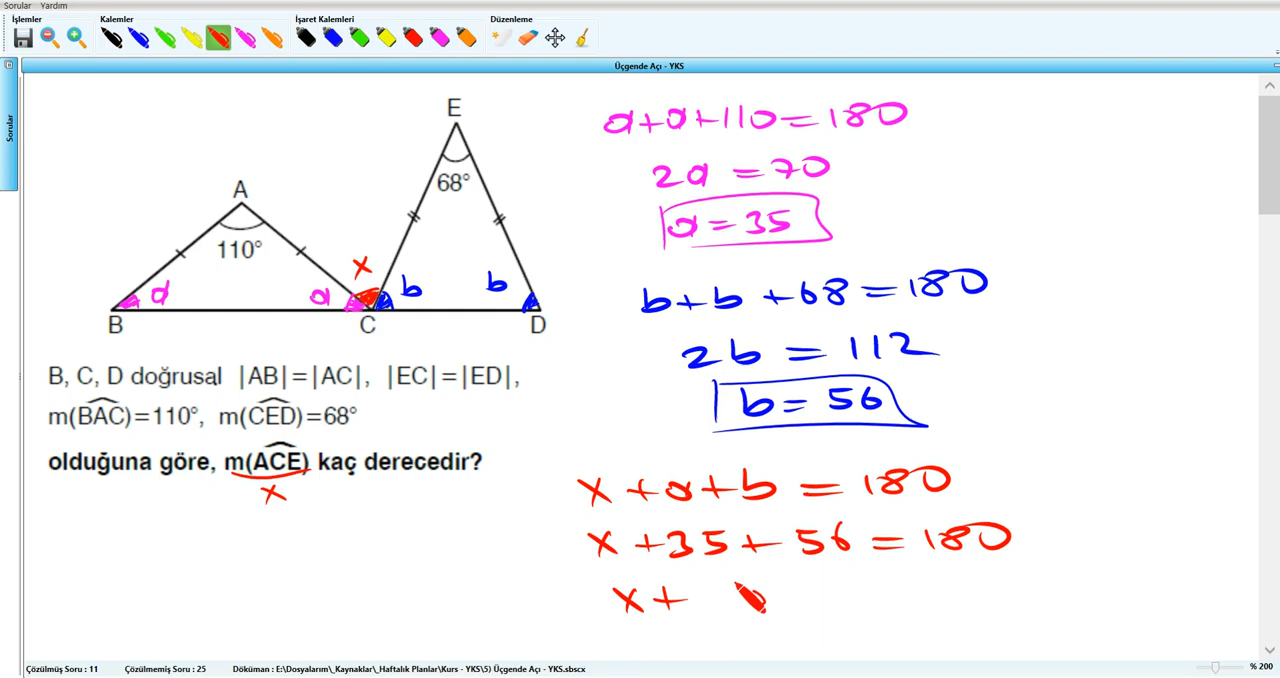 Sorular Yardım
İşlemler Kalemler İşaret Kalemleri Düzenleme
Üçgende Açı - YKS
Sorular
E
68°
A
110°
x
a
a
b
b
B
C
D
B, C, D doğrusal |AB|=|AC|, |EC|=|ED|,
m(BAC)=110°, m(CED)=68°
olduğuna göre, m(ACE) kaç derecedir?
x
a+a+110=180
2a=70
a=35
b+b+68=180
2b=112
b=56
x+a+b=180
x+35+56=180
x+
Çözülmüş Soru : 11 Çözülmemiş Soru : 25 Döküman : E:\Dosyalarım\_Kaynaklar\_Haftalık Planlar\Kurs - YKS\5) Üçgende Açı - YKS.sbscx % 200